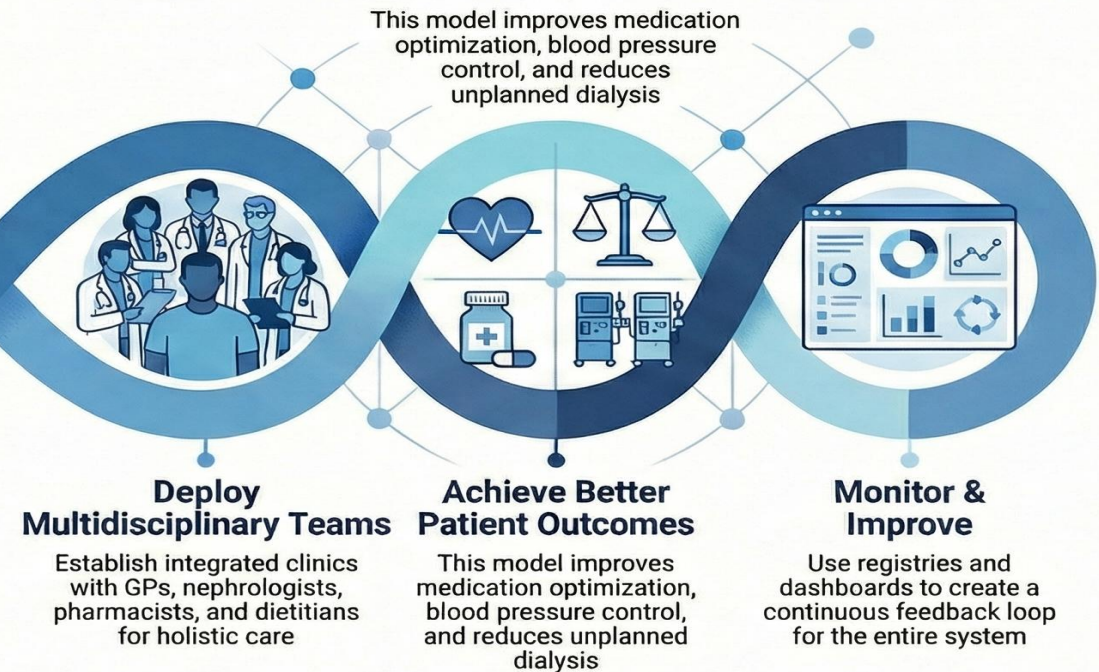 This model improves medication
optimization, blood pressure
control, and reduces
unplanned dialysis
Deploy
Multidisciplinary Teams
Establish integrated clinics
with GPs, nephrologists,
pharmacists, and dietitians
for holistic care
Achieve Better
Patient Outcomes
This model improves
medication optimization,
blood pressure control,
and reduces unplanned
dialysis
Monitor &
Improve
Use registries and
dashboards to create a
continuous feedback loop
for the entire system